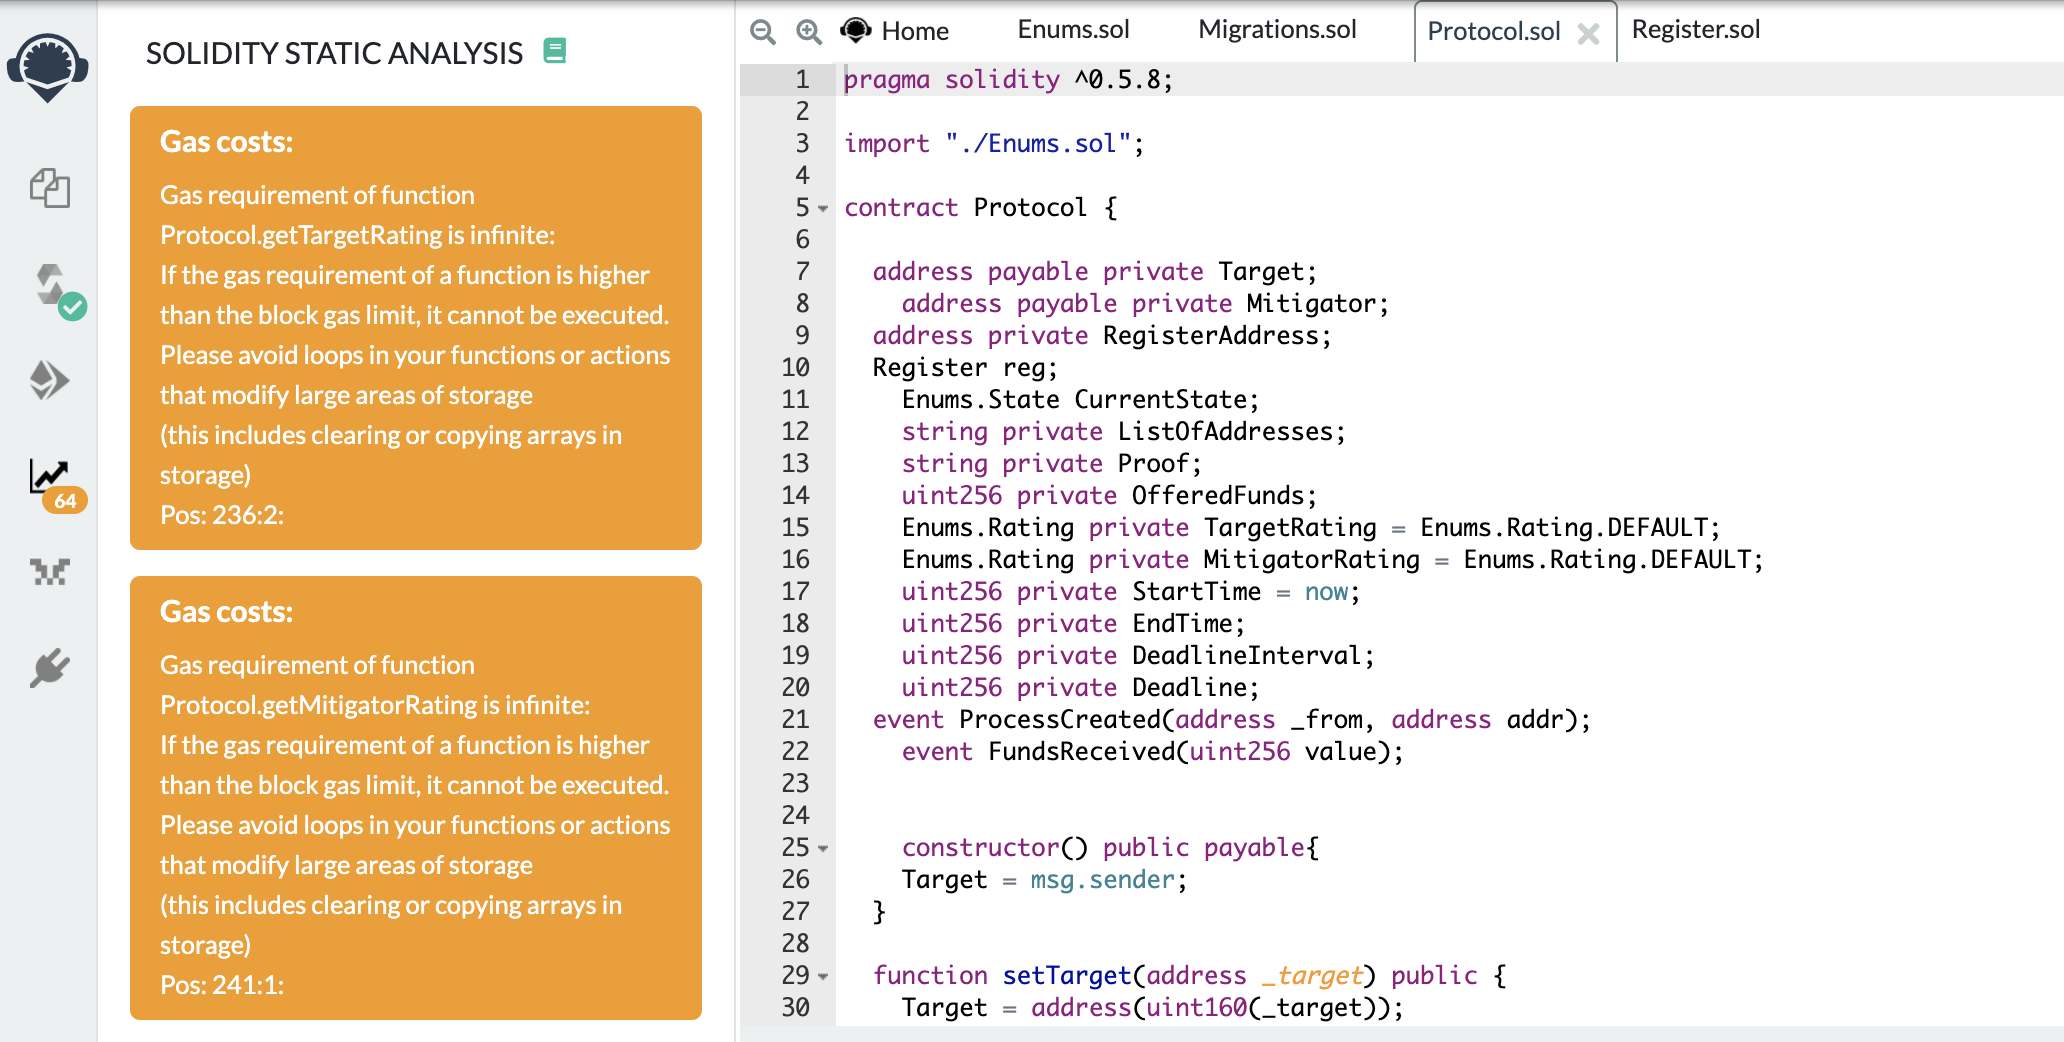 SOLIDITY STATIC ANALYSIS
Gas costs:
Gas requirement of function
Protocol.getTargetRating is infinite:
If the gas requirement of a function is higher
than the block gas limit, it cannot be executed.
Please avoid loops in your functions or actions
that modify large areas of storage
(this includes clearing or copying arrays in
storage)
Pos: 236:2:
Gas costs:
Gas requirement of function
Protocol.getMitigatorRating is infinite:
If the gas requirement of a function is higher
than the block gas limit, it cannot be executed.
Please avoid loops in your functions or actions
that modify large areas of storage
(this includes clearing or copying arrays in
storage)
Pos: 241:1:
64
Home Enums.sol Migrations.sol Protocol.sol Register.sol
1 pragma solidity ^0.5.8;
2
3 import "./Enums.sol";
4
5 contract Protocol {
6
7 address payable private Target;
8 address payable private Mitigator;
9 address private RegisterAddress;
10 Register reg;
11 Enums.State CurrentState;
12 string private ListOfAddresses;
13 string private Proof;
14 uint256 private OfferedFunds;
15 Enums.Rating private TargetRating = Enums.Rating.DEFAULT;
16 Enums.Rating private MitigatorRating = Enums.Rating.DEFAULT;
17 uint256 private StartTime = now;
18 uint256 private EndTime;
19 uint256 private DeadlineInterval;
20 uint256 private Deadline;
21 event ProcessCreated(address _from, address addr);
22 event FundsReceived(uint256 value);
23
24
25 constructor() public payable{
26 Target = msg.sender;
27 }
28
29 function setTarget(address _target) public {
30 Target = address(uint160(_target));